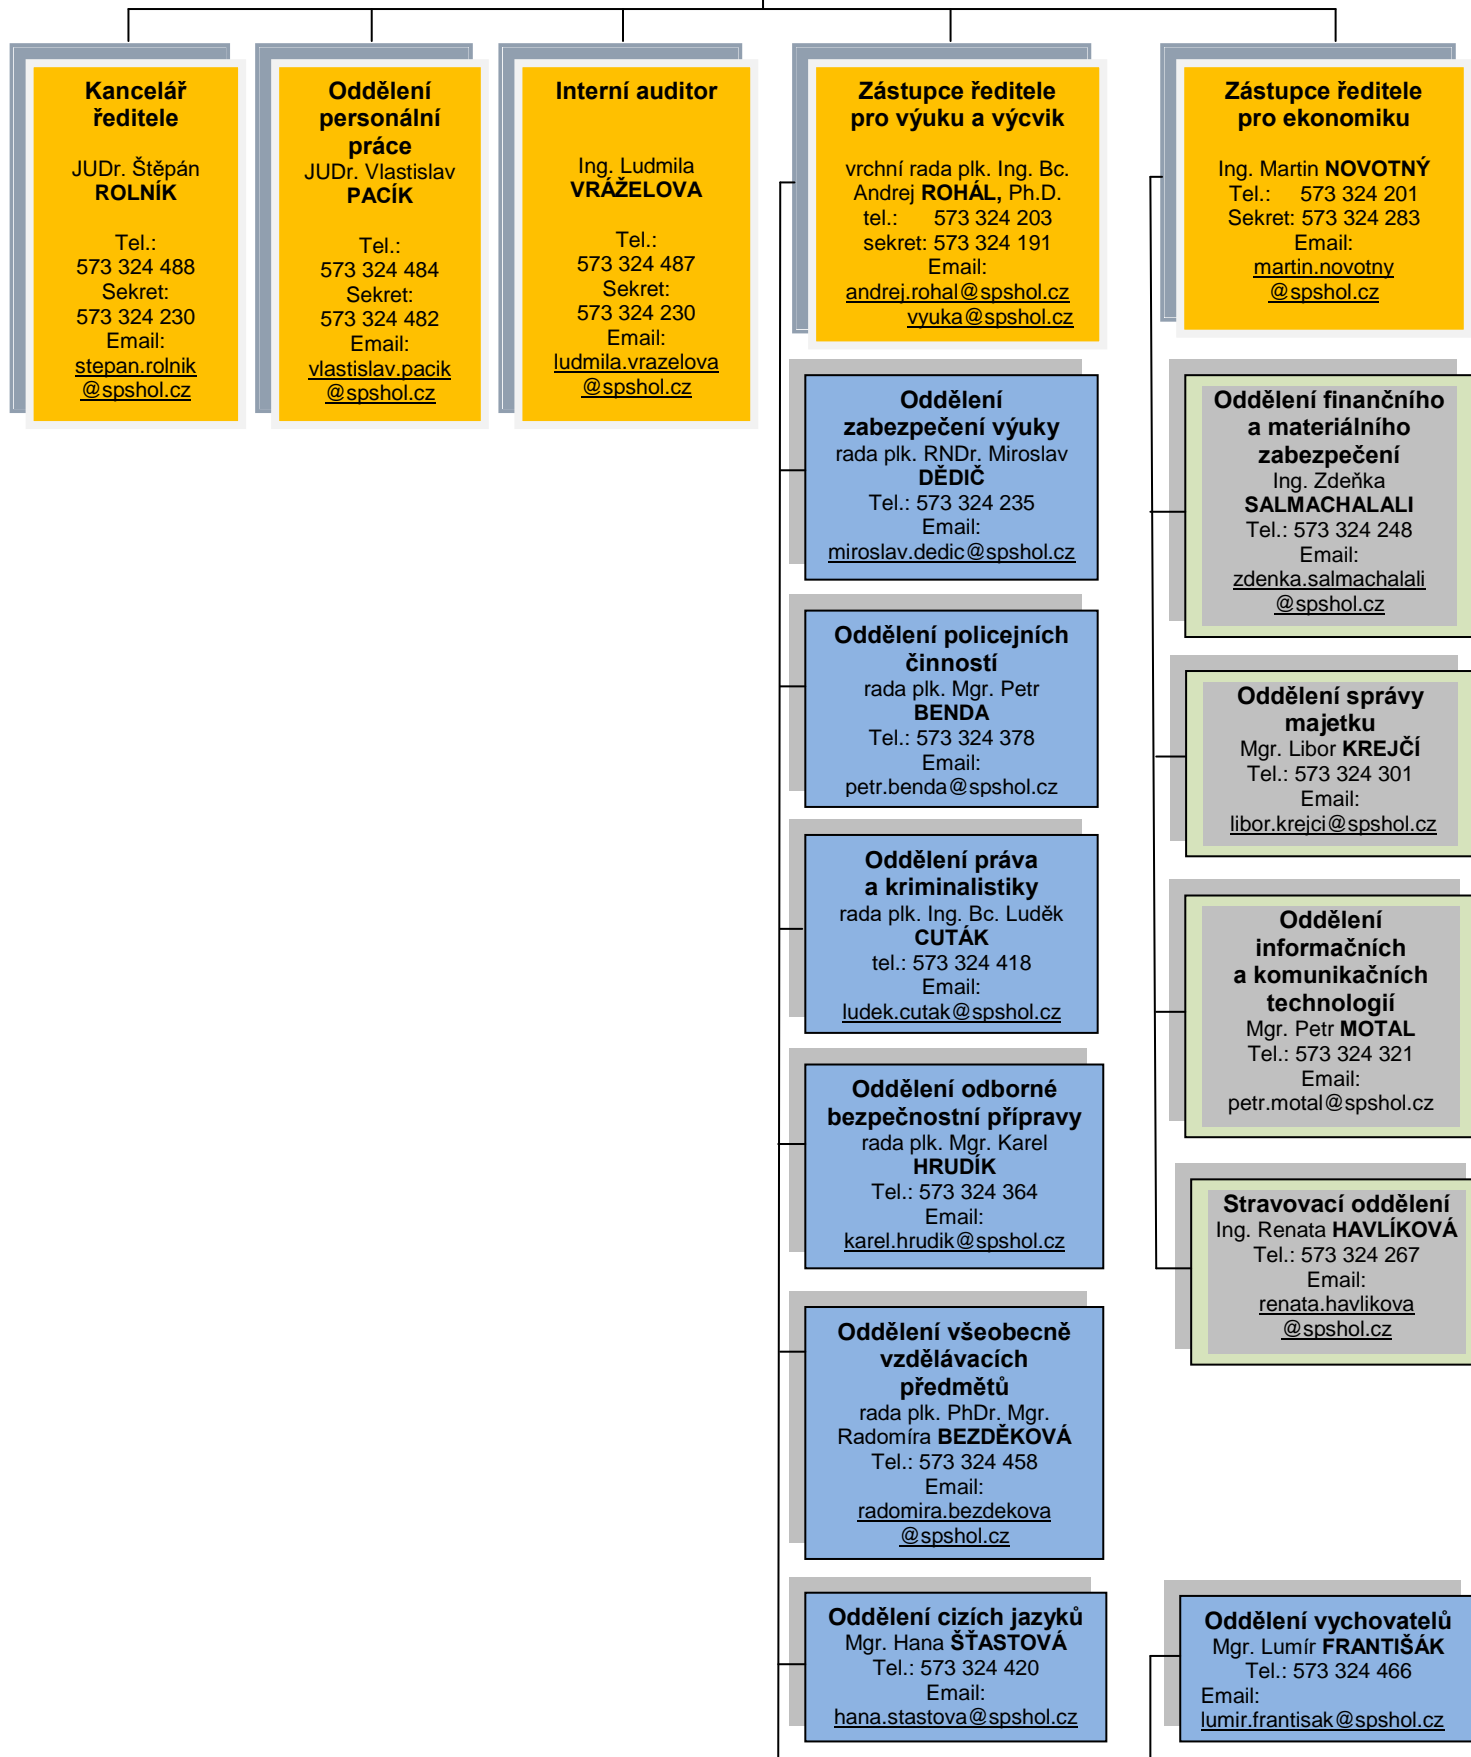 Kancelář
ředitele
JUDr. Štěpán
ROLNÍK
Tel.:
573 324 488
Sekret:
573 324 230
Email:
stepan.rolnik
@spshol.cz
Oddělení
personální
práce
JUDr. Vlastislav
PACÍK
Tel.:
573 324 484
Sekret:
573 324 482
Email:
vlastislav.pacik
@spshol.cz
Interní auditor
Ing. Ludmila
VRÁŽELOVA
Tel.:
573 324 487
Sekret:
573 324 230
Email:
ludmila.vrazelova
@spshol.cz
Zástupce ředitele
pro výuku a výcvik
vrchní rada plk. Ing. Bc.
Andrej ROHÁL, Ph.D.
tel.: 573 324 203
sekret: 573 324 191
Email:
andrej.rohal@spshol.cz
vyuka@spshol.cz
Oddělení
zabezpečení výuky
rada plk. RNDr. Miroslav
DĚDIČ
Tel.: 573 324 235
Email:
miroslav.dedic@spshol.cz
Oddělení policejních
činností
rada plk. Mgr. Petr
BENDA
Tel.: 573 324 378
Email:
petr.benda@spshol.cz
Oddělení práva
a kriminalistiky
rada plk. Ing. Bc. Luděk
CUTÁK
tel.: 573 324 418
Email:
ludek.cutak@spshol.cz
Oddělení odborné
bezpečnostní přípravy
rada plk. Mgr. Karel
HRUDÍK
Tel.: 573 324 364
Email:
karel.hrudik@spshol.cz
Oddělení všeobecně
vzdělávacích
předmětů
rada plk. PhDr. Mgr.
Radomíra BEZDĚKOVÁ
Tel.: 573 324 458
Email:
radomira.bezdekova
@spshol.cz
Oddělení cizích jazyků
Mgr. Hana ŠŤASTOVÁ
Tel.: 573 324 420
Email:
hana.stastova@spshol.cz
Zástupce ředitele
pro ekonomiku
Ing. Martin NOVOTNÝ
Tel.: 573 324 201
Sekret: 573 324 283
Email:
martin.novotny
@spshol.cz
Oddělení finančního
a materiálního
zabezpečení
Ing. Zdeňka
SALMACHALALI
Tel.: 573 324 248
Email:
zdenka.salmachalali
@spshol.cz
Oddělení správy
majetku
Mgr. Libor KREJČÍ
Tel.: 573 324 301
Email:
libor.krejci@spshol.cz
Oddělení
informačních
a komunikačních
technologií
Mgr. Petr MOTAL
Tel.: 573 324 321
Email:
petr.motal@spshol.cz
Stravovací oddělení
Ing. Renata HAVLÍKOVÁ
Tel.: 573 324 267
Email:
renata.havlikova
@spshol.cz
Oddělení vychovatelů
Mgr. Lumír FRANTIŠÁK
Tel.: 573 324 466
Email:
lumir.frantisak@spshol.cz